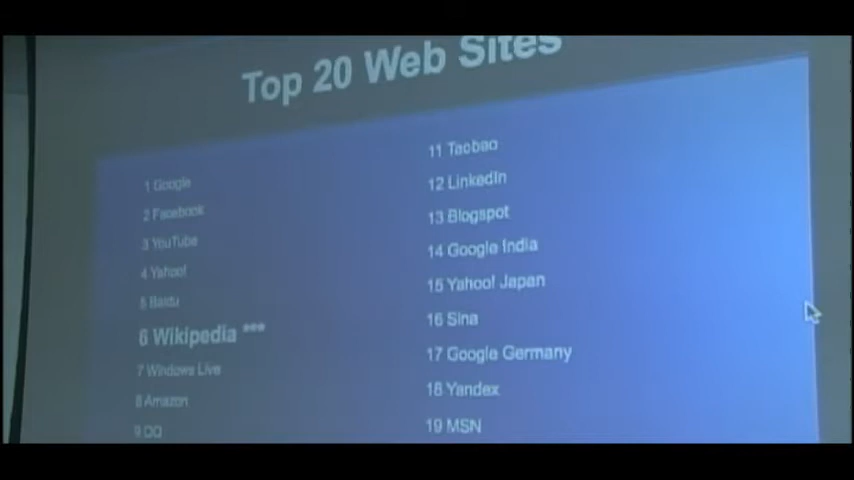 Top 20 Web Sites
1 Google
2 Facebook
3 YouTube
4 Yahoo!
5 Baidu
6 Wikipedia ***
7 Windows Live
8 Amazon
9 QQ
11 Taobao
12 LinkedIn
13 Blogspot
14 Google India
15 Yahoo! Japan
16 Sina
17 Google Germany
18 Yandex
19 MSN